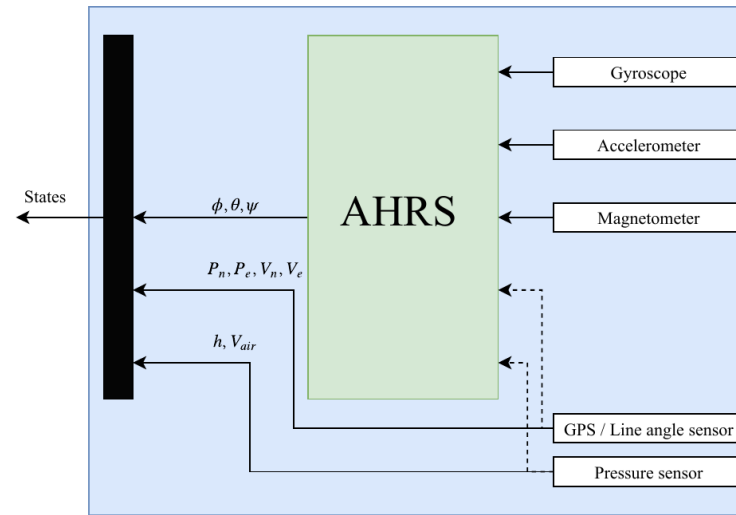 Gyroscope
Accelerometer
Magnetometer
AHRS
States
ϕ, θ, ψ
P_n, P_e, V_n, V_e
h, V_air
GPS / Line angle sensor
Pressure sensor